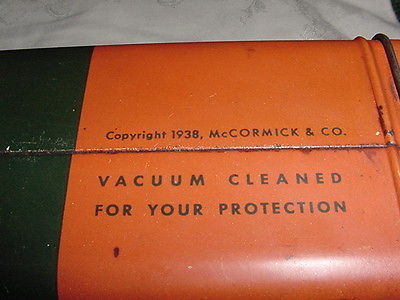 Copyright 1938, McCORMICK & CO.
VACUUM CLEANED
FOR YOUR PROTECTION